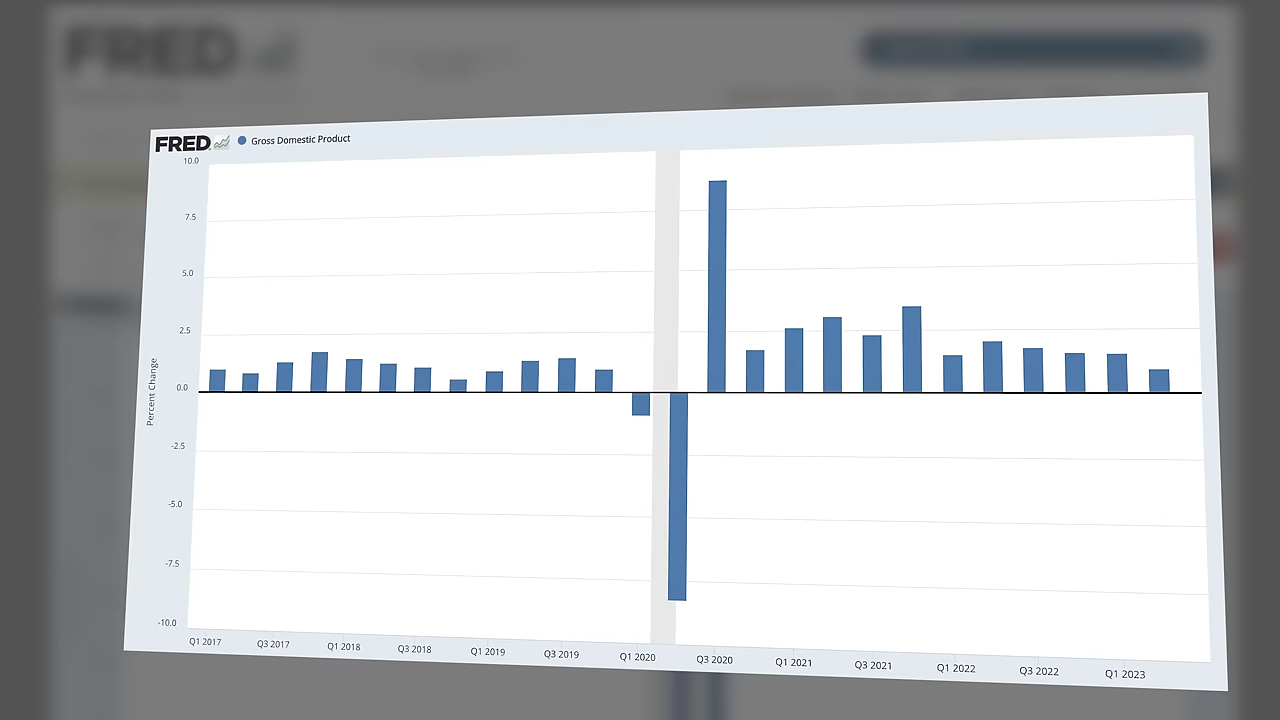 FRED
FRED
Gross Domestic Product
10.0
7.5
5.0
2.5
0.0
-2.5
-5.0
-7.5
-10.0
Percent Change
Q1 2017
Q3 2017
Q1 2018
Q3 2018
Q1 2019
Q3 2019
Q1 2020
Q3 2020
Q1 2021
Q3 2021
Q1 2022
Q3 2022
Q1 2023